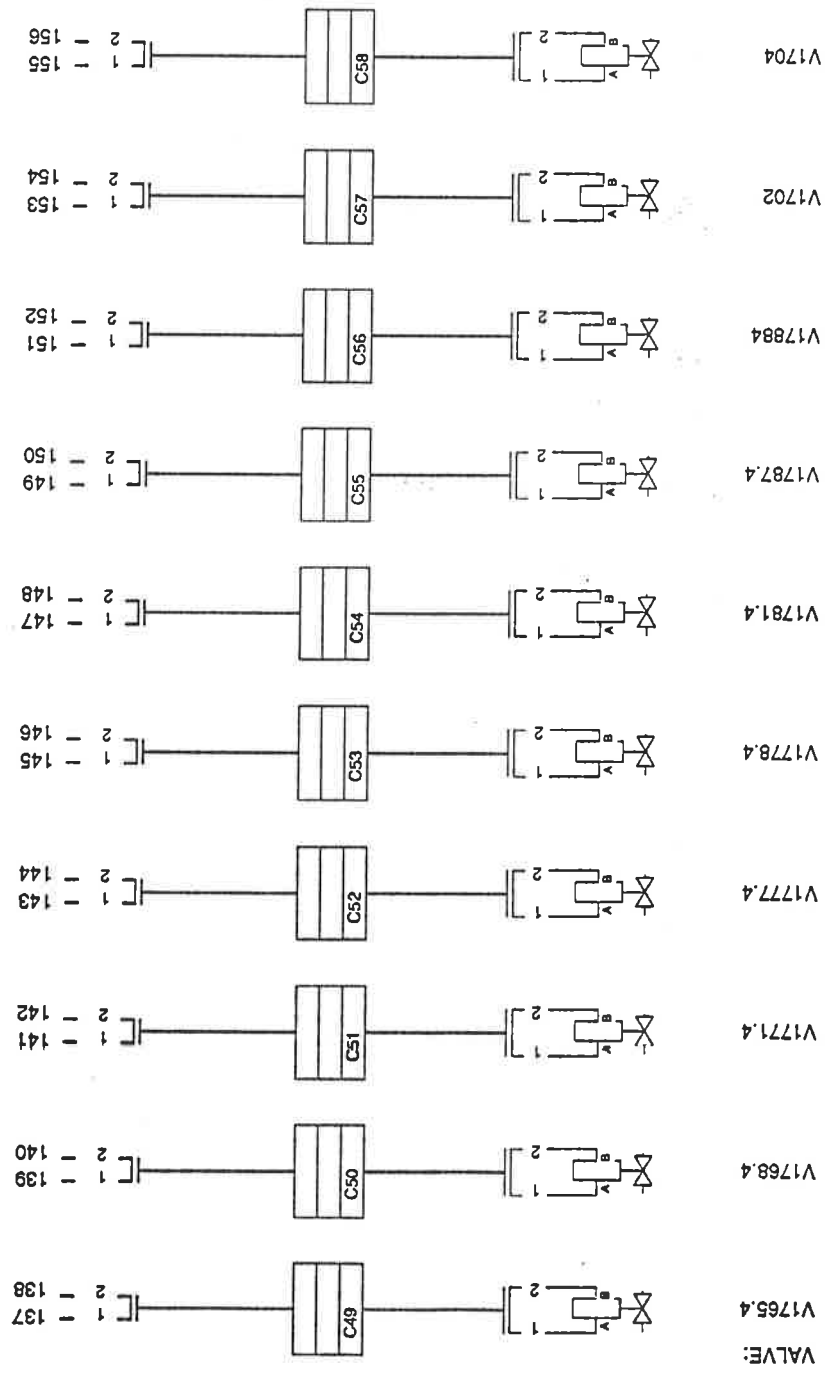 VALVE:
V1765.4
A 1
B 2
C49
1 - 137
2 - 138
V1768.4
A 1
B 2
C50
1 - 139
2 - 140
V1771.4
A 1
B 2
C51
1 - 141
2 - 142
V1777.4
A 1
B 2
C52
1 - 143
2 - 144
V1778.4
A 1
B 2
C53
1 - 145
2 - 146
V1781.4
A 1
B 2
C54
1 - 147
2 - 148
V1787.4
A 1
B 2
C55
1 - 149
2 - 150
V17884
A 1
B 2
C56
1 - 151
2 - 152
V1702
A 1
B 2
C57
1 - 153
2 - 154
V1704
A 1
B 2
C58
1 - 155
2 - 156